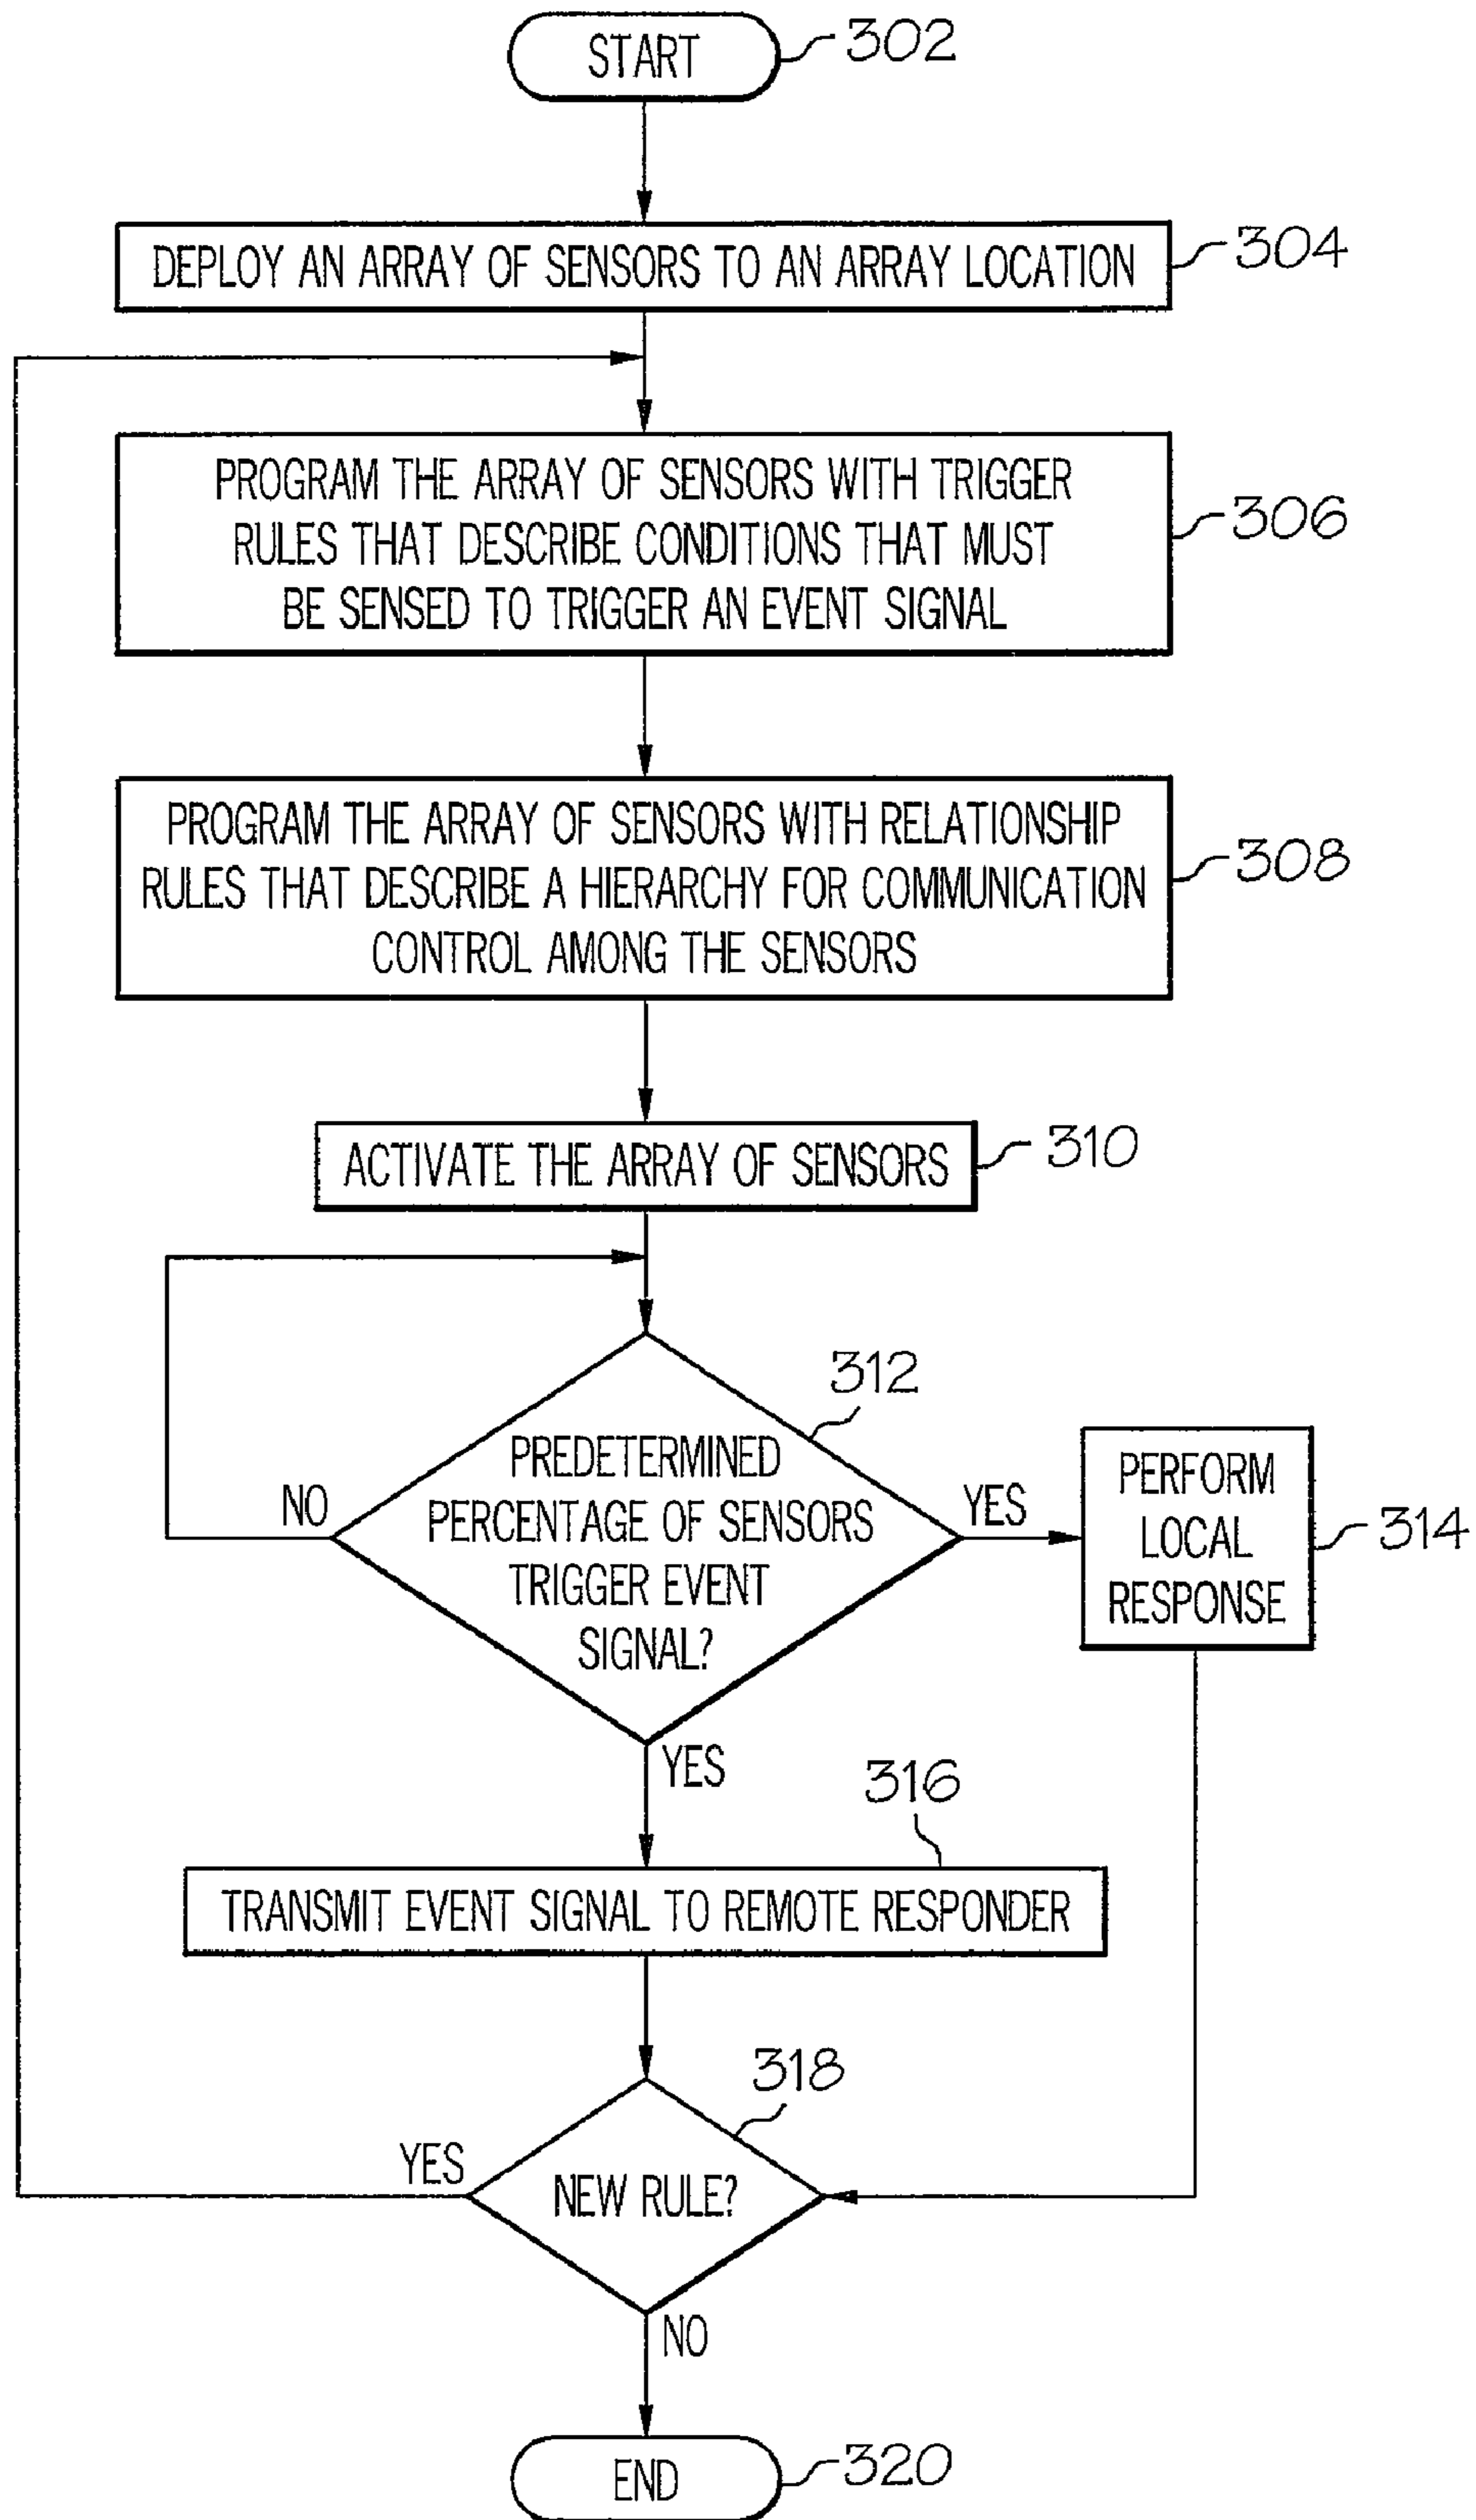 START
302
DEPLOY AN ARRAY OF SENSORS TO AN ARRAY LOCATION
304
PROGRAM THE ARRAY OF SENSORS WITH TRIGGER
RULES THAT DESCRIBE CONDITIONS THAT MUST
BE SENSED TO TRIGGER AN EVENT SIGNAL
306
PROGRAM THE ARRAY OF SENSORS WITH RELATIONSHIP
RULES THAT DESCRIBE A HIERARCHY FOR COMMUNICATION
CONTROL AMONG THE SENSORS
308
ACTIVATE THE ARRAY OF SENSORS
310
312
PREDETERMINED
PERCENTAGE OF SENSORS
TRIGGER EVENT
SIGNAL?
NO
YES
PERFORM
LOCAL
RESPONSE
314
YES
316
TRANSMIT EVENT SIGNAL TO REMOTE RESPONDER
318
YES
NEW RULE?
NO
END
320